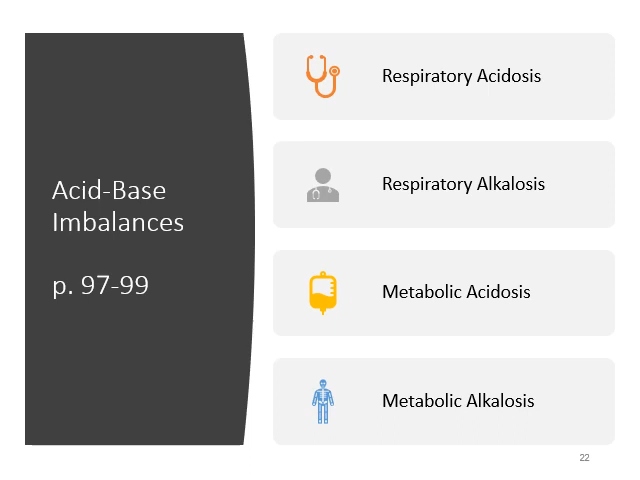 Acid-Base
Imbalances
p. 97-99
Respiratory Acidosis
Respiratory Alkalosis
Metabolic Acidosis
Metabolic Alkalosis
22